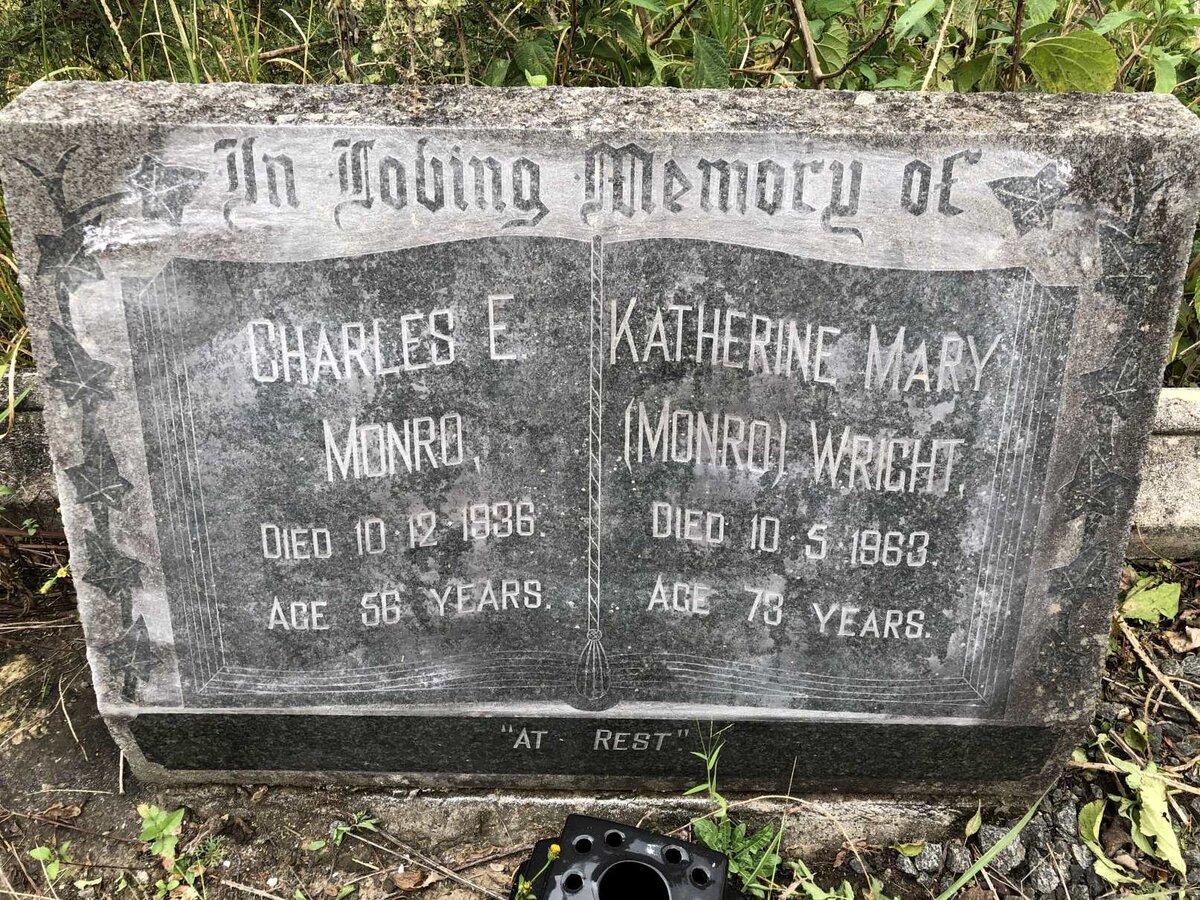 In Loving Memory of
CHARLES E.
MONRO,
DIED 10·12·1936.
AGE 56 YEARS.
KATHERINE MARY
(MONRO) WRIGHT,
DIED 10·5·1963.
AGE 73 YEARS.
"AT REST".